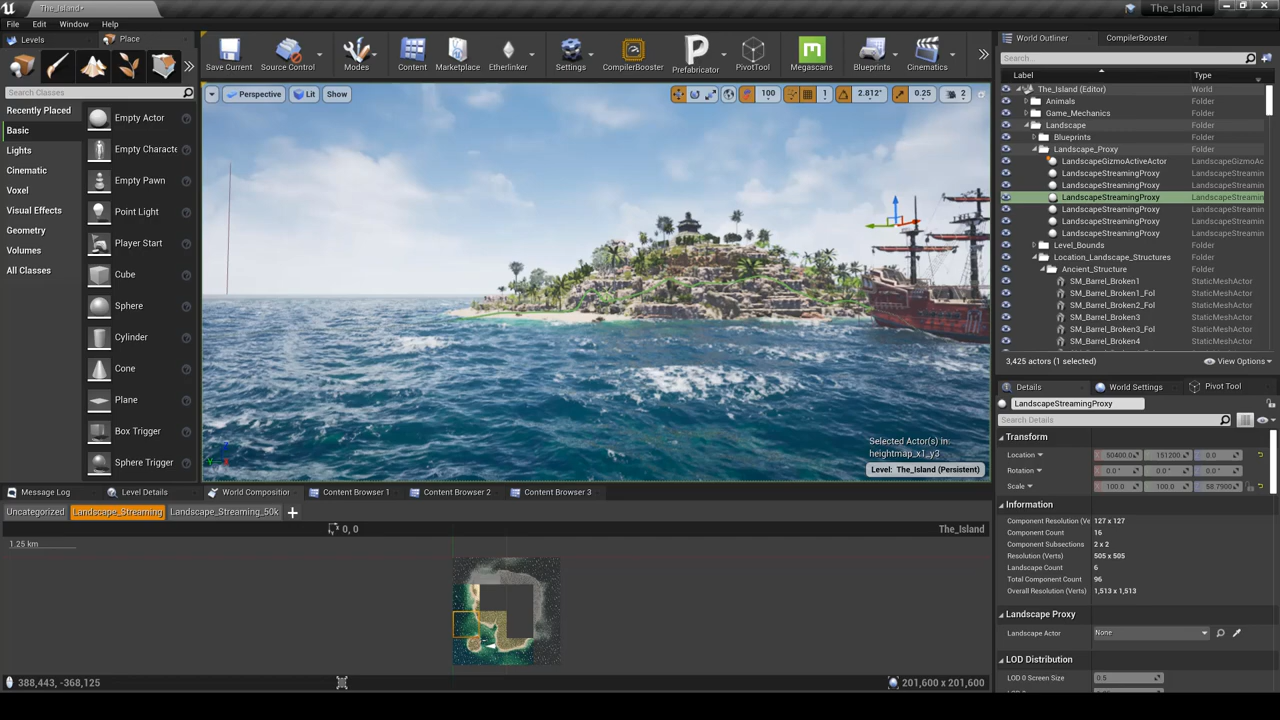 The_Island*
The_Island
File Edit Window Help
Levels
Place
Save Current
Source Control
Modes
Content
Marketplace
Etherlinker
Settings
CompilerBooster
Prefabricator
PivotTool
Megascans
Blueprints
Cinematics
World Outliner
CompilerBooster
Search Classes
Recently Placed
Basic
Lights
Cinematic
Voxel
Visual Effects
Geometry
Volumes
All Classes
Empty Actor
Empty Characte
Empty Pawn
Point Light
Player Start
Cube
Sphere
Cylinder
Cone
Plane
Box Trigger
Sphere Trigger
Perspective
Lit
Show
100
2.812°
0.25
2
Selected Actor(s) in:
heightmap_x1_y3
Level: The_Island (Persistent)
Search...
Label Type
The_Island (Editor) World
Animals Folder
Game_Mechanics Folder
Landscape Folder
Blueprints Folder
Landscape_Proxy Folder
LandscapeGizmoActiveActor LandscapeGizmoAc
LandscapeStreamingProxy LandscapeStreamin
LandscapeStreamingProxy LandscapeStreamin
LandscapeStreamingProxy LandscapeStreamin
LandscapeStreamingProxy LandscapeStreamin
LandscapeStreamingProxy LandscapeStreamin
LandscapeStreamingProxy LandscapeStreamin
Level_Bounds Folder
Location_Landscape_Structures Folder
Ancient_Structure Folder
SM_Barrel_Broken1 StaticMeshActor
SM_Barrel_Broken1_Fol StaticMeshActor
SM_Barrel_Broken2_Fol StaticMeshActor
SM_Barrel_Broken3 StaticMeshActor
SM_Barrel_Broken3_Fol StaticMeshActor
SM_Barrel_Broken4 StaticMeshActor
3,425 actors (1 selected)
View Options
Details
World Settings
Pivot Tool
LandscapeStreamingProxy
Search Details
Transform
Location X 50400.0 Y 151200 Z 0.0
Rotation X 0.0 ° Y 0.0 ° Z 0.0 °
Scale X 100.0 Y 100.0 Z 58.7900
Information
Component Resolution (Ve 127 x 127
Component Count 16
Component Subsections 2 x 2
Resolution (Verts) 505 x 505
Landscape Count 6
Total Component Count 96
Overall Resolution (Verts) 1,513 x 1,513
Landscape Proxy
Landscape Actor None
LOD Distribution
LOD 0 Screen Size 0.5
Message Log
Level Details
World Compositior
Content Browser 1
Content Browser 2
Content Browser 3
Uncategorized
Landscape_Streaming
Landscape_Streaming_50k
0, 0
The_Island
1.25 km
388,443, -368,125
201,600 x 201,600